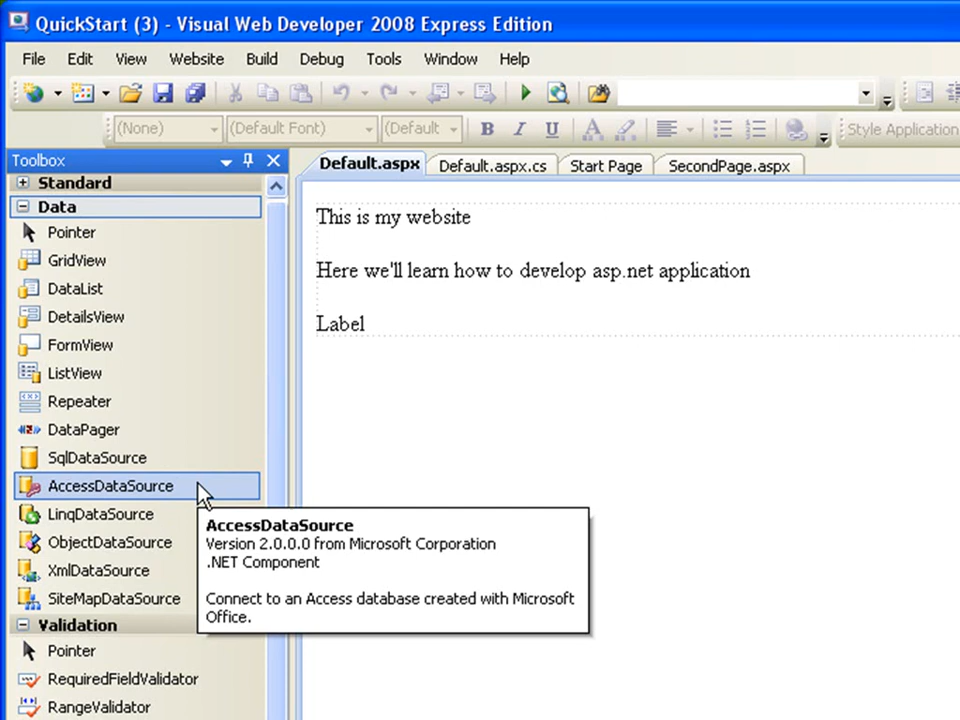 QuickStart (3) - Visual Web Developer 2008 Express Edition
File Edit View Website Build Debug Tools Window Help
(None) (Default Font) (Default B I U A Style Application
Toolbox
Default.aspx Default.aspx.cs Start Page SecondPage.aspx
Standard
Data
Pointer
GridView
DataList
DetailsView
FormView
ListView
Repeater
DataPager
SqlDataSource
AccessDataSource
LinqDataSource
ObjectDataSource
XmlDataSource
SiteMapDataSource
Validation
Pointer
RequiredFieldValidator
RangeValidator
This is my website
Here we'll learn how to develop asp.net application
Label
AccessDataSource
Version 2.0.0.0 from Microsoft Corporation
.NET Component
Connect to an Access database created with Microsoft
Office.